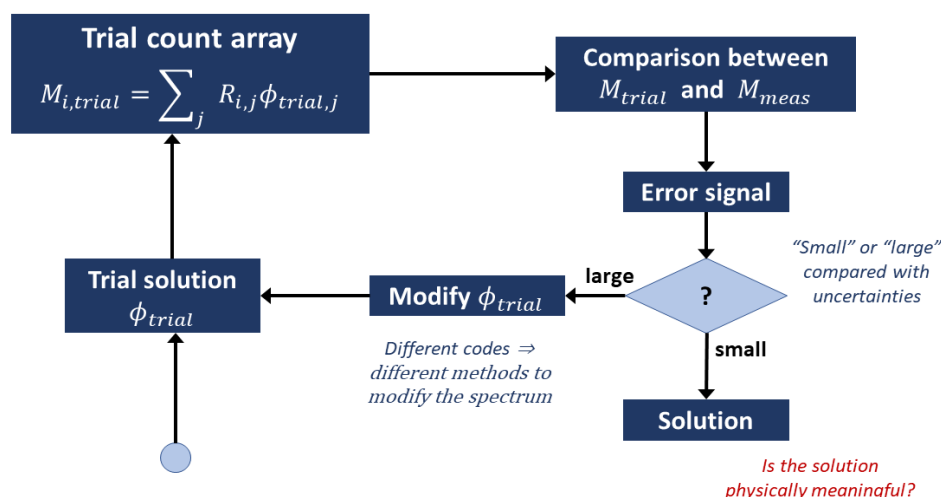 Trial count array
M_{i,trial} = ∑_j R_{i,j}ϕ_{trial,j}
Comparison between
M_{trial} and M_{meas}
Error signal
“Small” or “large”
compared with
uncertainties
?
large
Modify ϕ_{trial}
Trial solution
ϕ_{trial}
Different codes ⇒
different methods to
modify the spectrum
small
Solution
Is the solution
physically meaningful?